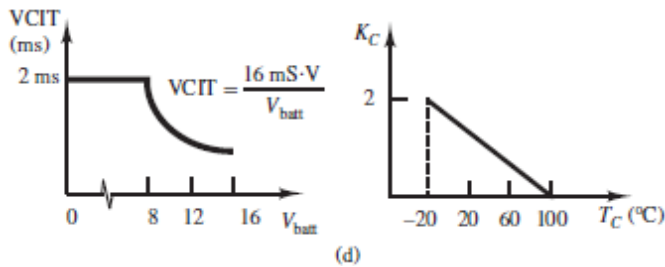 VCIT
(ms)
2 ms
VCIT = 16 mS·V / V_batt
0 8 12 16 V_batt
K_C
2
–20 20 60 100 T_C (°C)
(d)